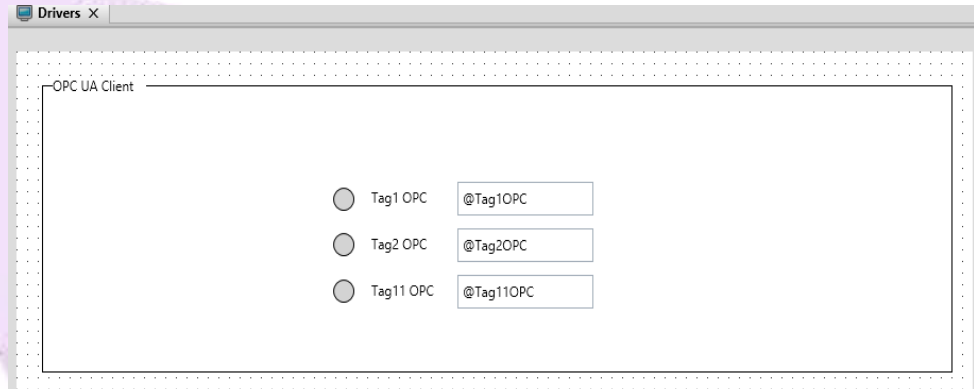 Drivers X
OPC UA Client
Tag1 OPC @Tag1OPC
Tag2 OPC @Tag2OPC
Tag11 OPC @Tag11OPC